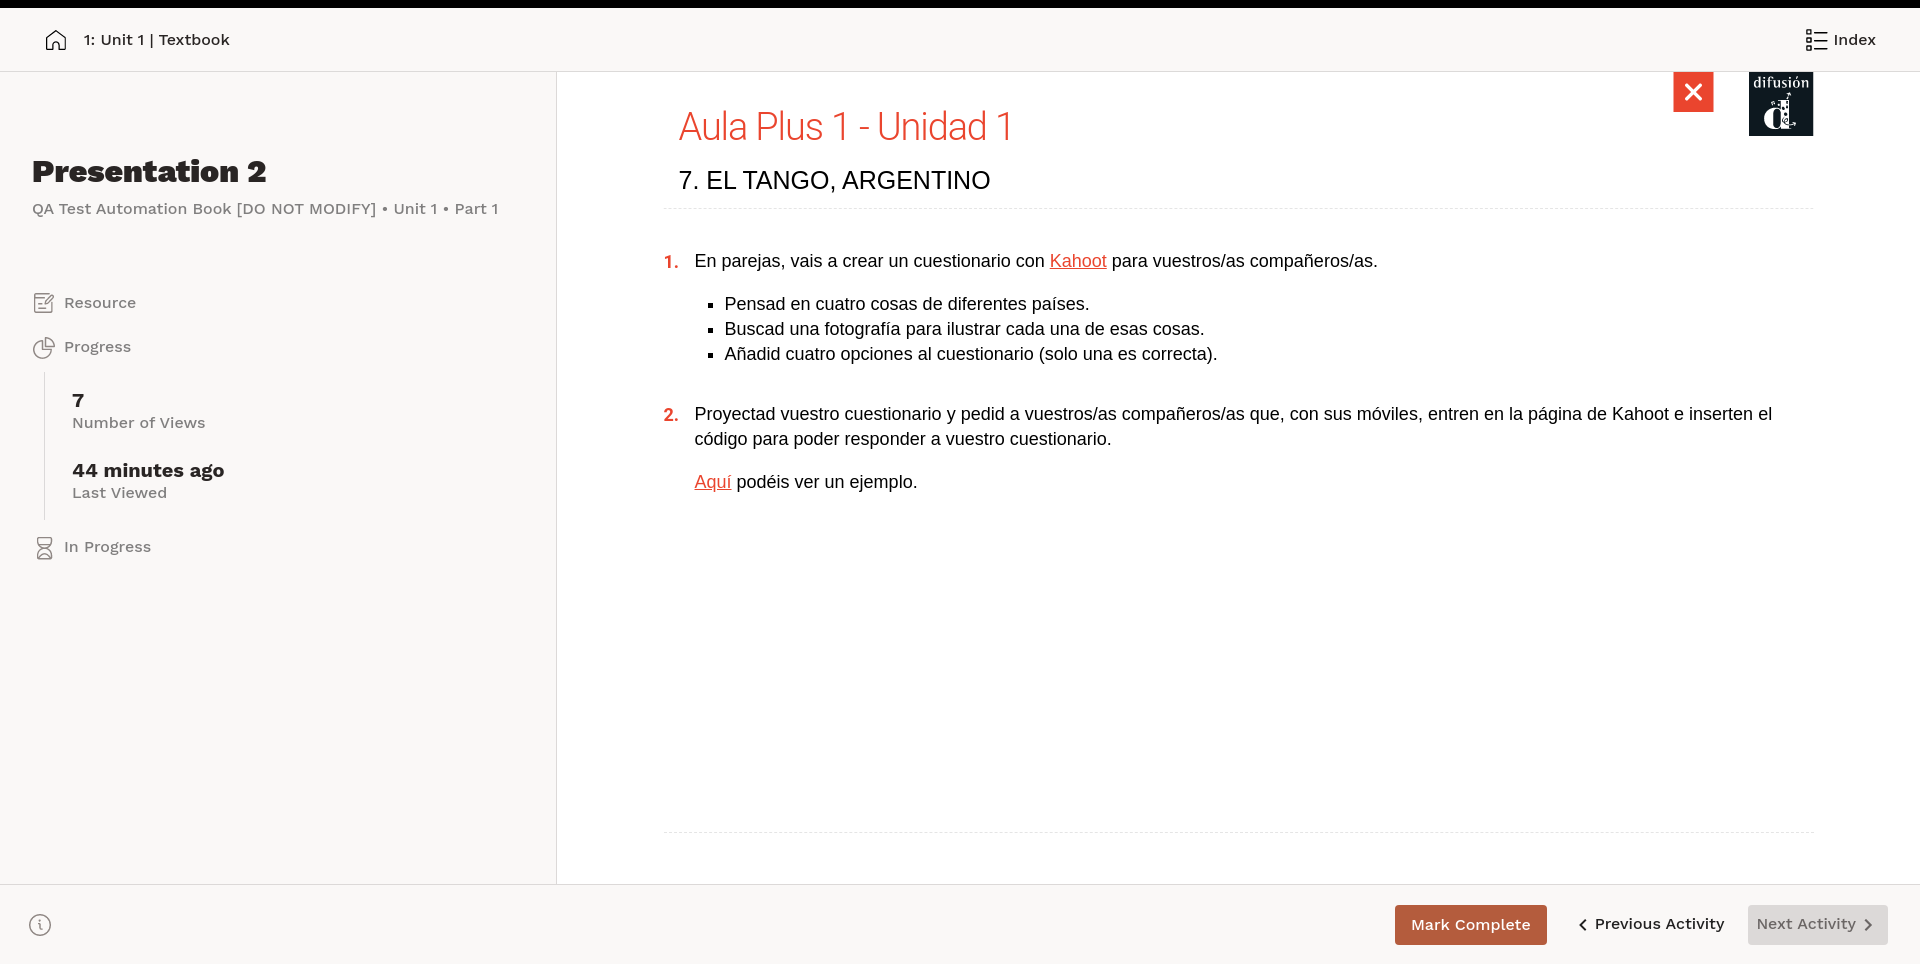 1: Unit 1 | Textbook
Index
Presentation 2
QA Test Automation Book [DO NOT MODIFY] • Unit 1 • Part 1
Resource
Progress
7
Number of Views
44 minutes ago
Last Viewed
In Progress
difusión
d
Aula Plus 1 - Unidad 1
7. EL TANGO, ARGENTINO
1. En parejas, vais a crear un cuestionario con Kahoot para vuestros/as compañeros/as.
▪ Pensad en cuatro cosas de diferentes países.
▪ Buscad una fotografía para ilustrar cada una de esas cosas.
▪ Añadid cuatro opciones al cuestionario (solo una es correcta).
2. Proyectad vuestro cuestionario y pedid a vuestros/as compañeros/as que, con sus móviles, entren en la página de Kahoot e inserten el
código para poder responder a vuestro cuestionario.
Aquí podéis ver un ejemplo.
Mark Complete
Previous Activity
Next Activity